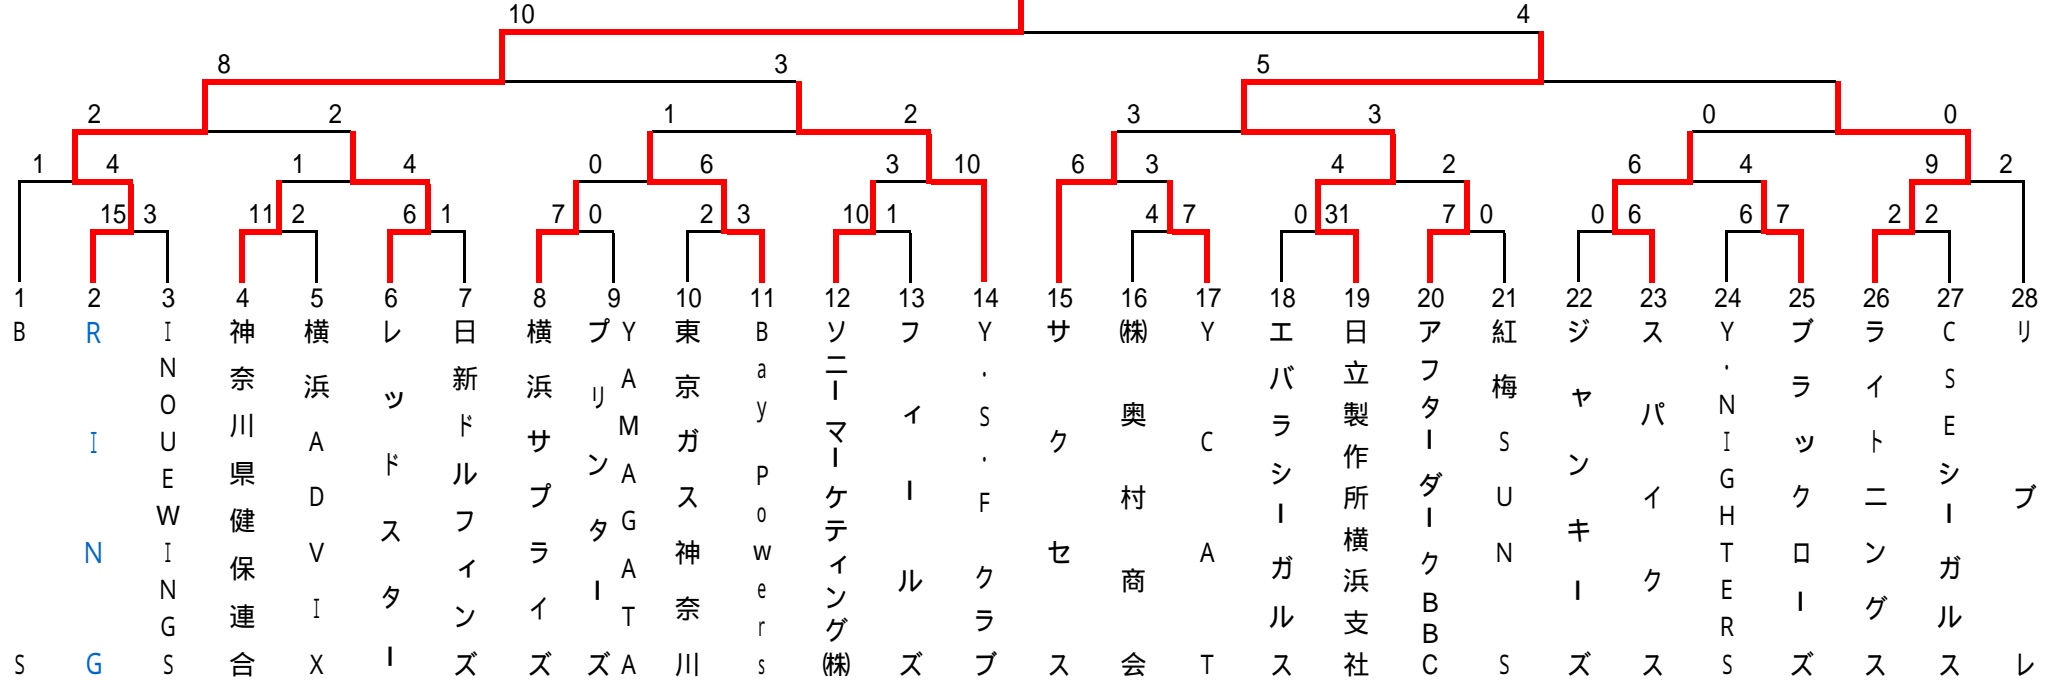 10 4
8 3 5
2 2 1 2 3 3 0 0
1 4 1 4 0 6 3 10 6 3 4 2 6 4 9 2
15 3 11 2 6 1 7 0 2 3 10 1 4 7 0 31 7 0 0 6 6 7 2 2
1 2 3 4 5 6 7 8 9 10 11 12 13 14 15 16 17 18 19 20 21 22 23 24 25 26 27 28
BS
RING
INOUEWINGS
神奈川県健保連合
横浜ADVIX
レッドスター
日新ドルフィンズ
横浜サプライズ
YAMAGATA
プリンターズ
東京ガス神奈川
Bay Powers
ソニーマーケティング㈱
フィールズ
Y.S.Fクラブ
サクセス
㈱奥村商会
YCAT
エバラシーガルス
日立製作所横浜支社
アフターダークBBC
紅梅SUNS
ジャンキーズ
スパイクス
Y・NIGHTERS
ブラックローズ
ライトニングス
CSEシーガルス
リブレ